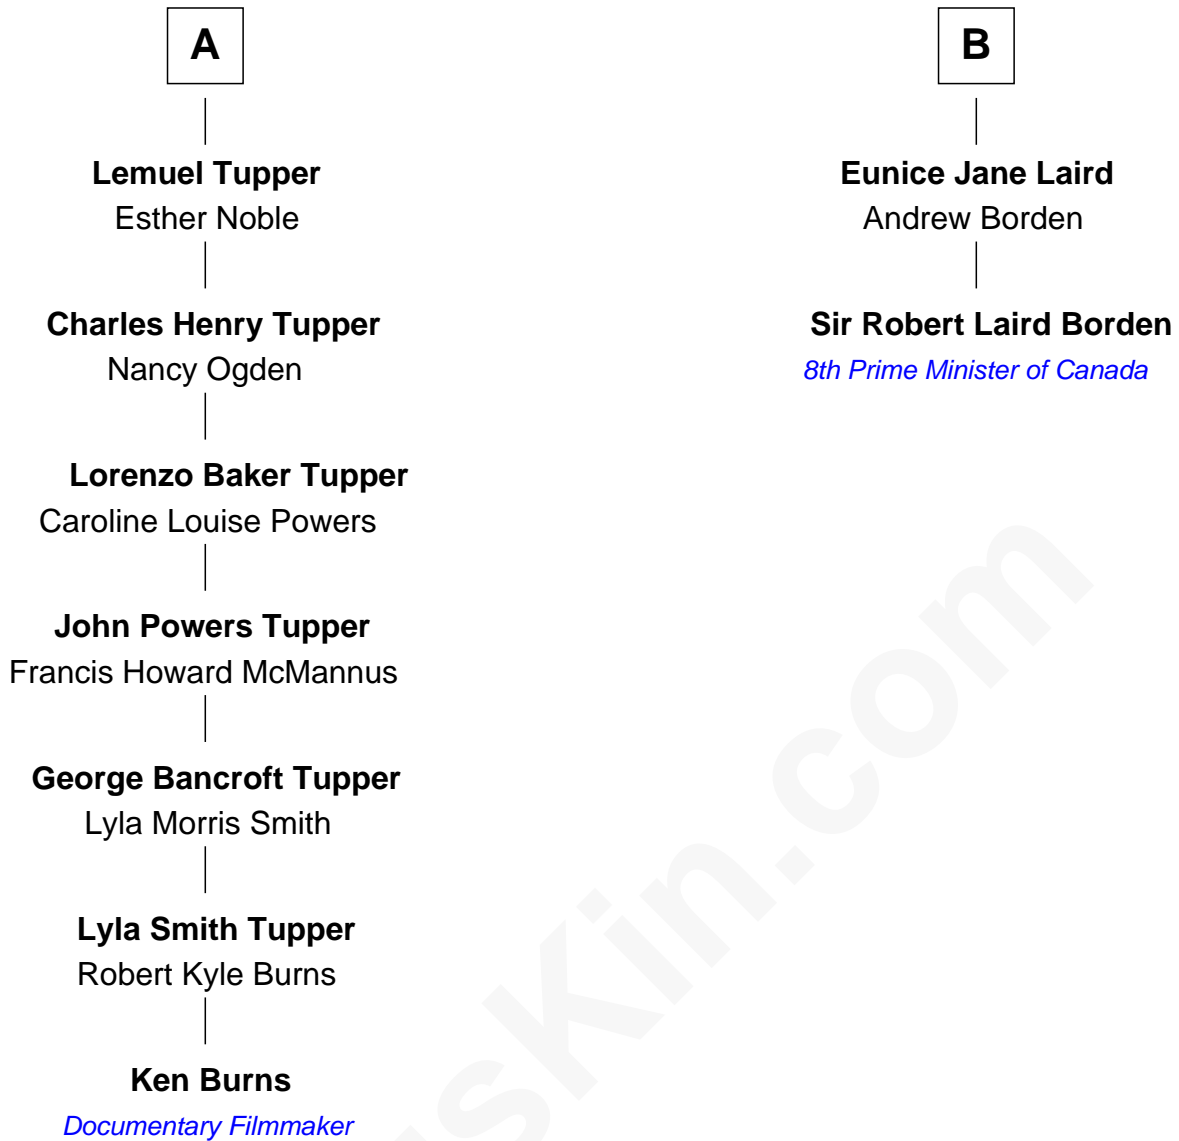 A
Lemuel Tupper
Esther Noble
Charles Henry Tupper
Nancy Ogden
Lorenzo Baker Tupper
Caroline Louise Powers
John Powers Tupper
Francis Howard McMannus
George Bancroft Tupper
Lyla Morris Smith
Lyla Smith Tupper
Robert Kyle Burns
Ken Burns
Documentary Filmmaker
B
Eunice Jane Laird
Andrew Borden
Sir Robert Laird Borden
8th Prime Minister of Canada
sKin.com